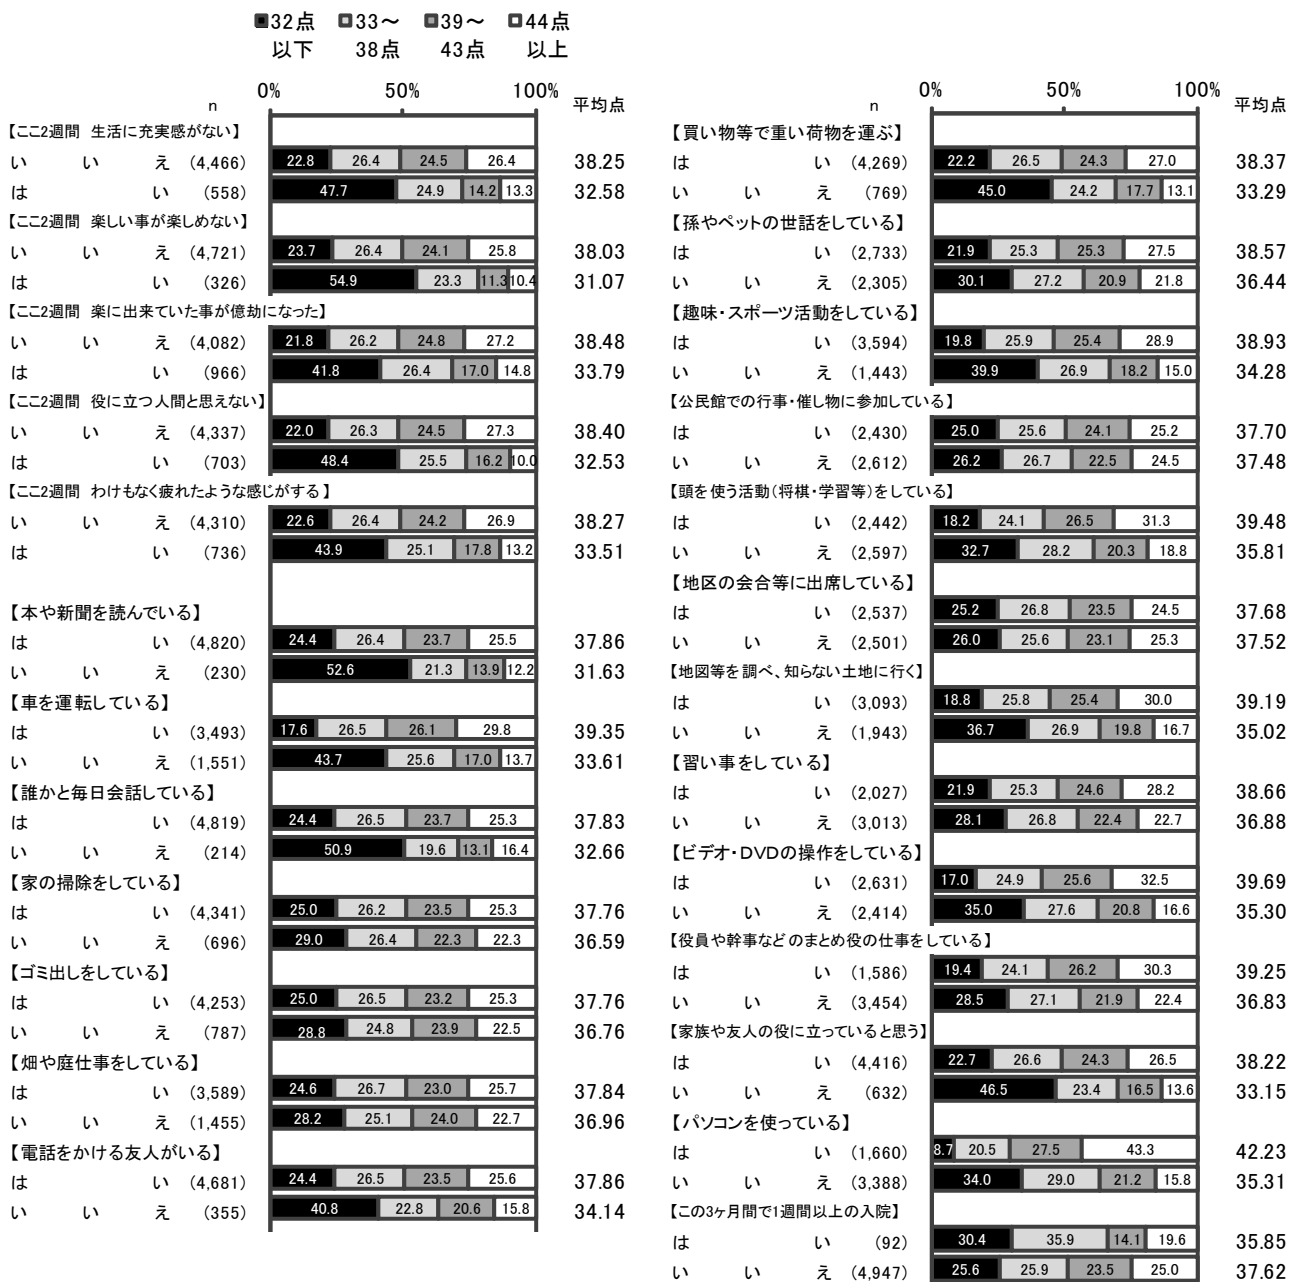 ■32点 □33～ ■39～ □44点
以下 38点 43点 以上
0% 50% 100%
n 平均点
【ここ2週間 生活に充実感がない】
いいえ (4,466) 22.8 26.4 24.5 26.4 38.25
はい (558) 47.7 24.9 14.2 13.3 32.58
【ここ2週間 楽しい事が楽しめない】
いいえ (4,721) 23.7 26.4 24.1 25.8 38.03
はい (326) 54.9 23.3 11.3 10.4 31.07
【ここ2週間 楽に出来ていた事が億劫になった】
いいえ (4,082) 21.8 26.2 24.8 27.2 38.48
はい (966) 41.8 26.4 17.0 14.8 33.79
【ここ2週間 役に立つ人間と思えない】
いいえ (4,337) 22.0 26.3 24.5 27.3 38.40
はい (703) 48.4 25.5 16.2 10.0 32.53
【ここ2週間 わけもなく疲れたような感じがする】
いいえ (4,310) 22.6 26.4 24.2 26.9 38.27
はい (736) 43.9 25.1 17.8 13.2 33.51
【本や新聞を読んでいる】
はい (4,820) 24.4 26.4 23.7 25.5 37.86
いいえ (230) 52.6 21.3 13.9 12.2 31.63
【車を運転している】
はい (3,493) 17.6 26.5 26.1 29.8 39.35
いいえ (1,551) 43.7 25.6 17.0 13.7 33.61
【誰かと毎日会話している】
はい (4,819) 24.4 26.5 23.7 25.3 37.83
いいえ (214) 50.9 19.6 13.1 16.4 32.66
【家の掃除をしている】
はい (4,341) 25.0 26.2 23.5 25.3 37.76
いいえ (696) 29.0 26.4 22.3 22.3 36.59
【ゴミ出しをしている】
はい (4,253) 25.0 26.5 23.2 25.3 37.76
いいえ (787) 28.8 24.8 23.9 22.5 36.76
【畑や庭仕事をしている】
はい (3,589) 24.6 26.7 23.0 25.7 37.84
いいえ (1,455) 28.2 25.1 24.0 22.7 36.96
【電話をかける友人がいる】
はい (4,681) 24.4 26.5 23.5 25.6 37.86
いいえ (355) 40.8 22.8 20.6 15.8 34.14
0% 50% 100%
n 平均点
【買い物等で重い荷物を運ぶ】
はい (4,269) 22.2 26.5 24.3 27.0 38.37
いいえ (769) 45.0 24.2 17.7 13.1 33.29
【孫やペットの世話をしている】
はい (2,733) 21.9 25.3 25.3 27.5 38.57
いいえ (2,305) 30.1 27.2 20.9 21.8 36.44
【趣味・スポーツ活動をしている】
はい (3,594) 19.8 25.9 25.4 28.9 38.93
いいえ (1,443) 39.9 26.9 18.2 15.0 34.28
【公民館での行事・催し物に参加している】
はい (2,430) 25.0 25.6 24.1 25.2 37.70
いいえ (2,612) 26.2 26.7 22.5 24.5 37.48
【頭を使う活動(将棋・学習等)をしている】
はい (2,442) 18.2 24.1 26.5 31.3 39.48
いいえ (2,597) 32.7 28.2 20.3 18.8 35.81
【地区の会合等に出席している】
はい (2,537) 25.2 26.8 23.5 24.5 37.68
いいえ (2,501) 26.0 25.6 23.1 25.3 37.52
【地図等を調べ、知らない土地に行く】
はい (3,093) 18.8 25.8 25.4 30.0 39.19
いいえ (1,943) 36.7 26.9 19.8 16.7 35.02
【習い事をしている】
はい (2,027) 21.9 25.3 24.6 28.2 38.66
いいえ (3,013) 28.1 26.8 22.4 22.7 36.88
【ビデオ・DVDの操作をしている】
はい (2,631) 17.0 24.9 25.6 32.5 39.69
いいえ (2,414) 35.0 27.6 20.8 16.6 35.30
【役員や幹事などのまとめ役の仕事をしている】
はい (1,586) 19.4 24.1 26.2 30.3 39.25
いいえ (3,454) 28.5 27.1 21.9 22.4 36.83
【家族や友人の役に立っていると思う】
はい (4,416) 22.7 26.6 24.3 26.5 38.22
いいえ (632) 46.5 23.4 16.5 13.6 33.15
【パソコンを使っている】
はい (1,660) 8.7 20.5 27.5 43.3 42.23
いいえ (3,388) 34.0 29.0 21.2 15.8 35.31
【この3ヶ月間で1週間以上の入院】
はい (92) 30.4 35.9 14.1 19.6 35.85
いいえ (4,947) 25.6 25.9 23.5 25.0 37.62